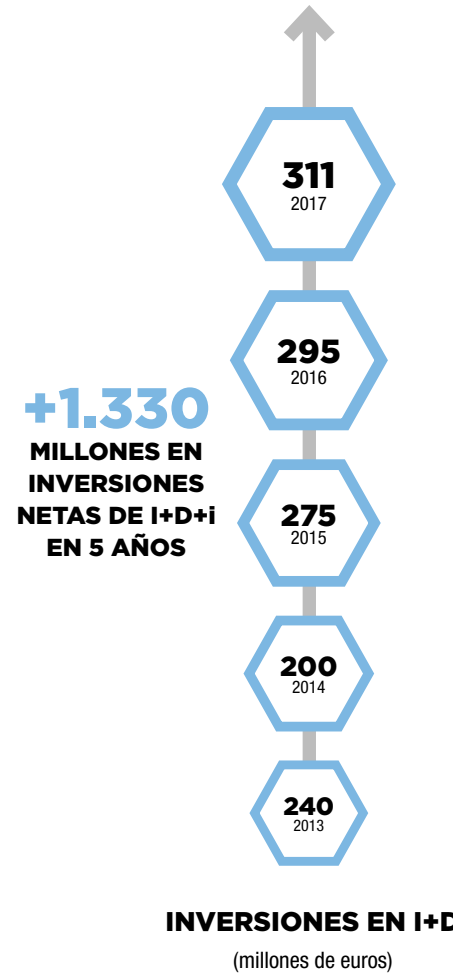 311
2017
295
2016
+1.330
MILLONES EN
INVERSIONES
NETAS DE I+D+i
EN 5 AÑOS
275
2015
200
2014
240
2013
INVERSIONES EN I+D
(millones de euros)